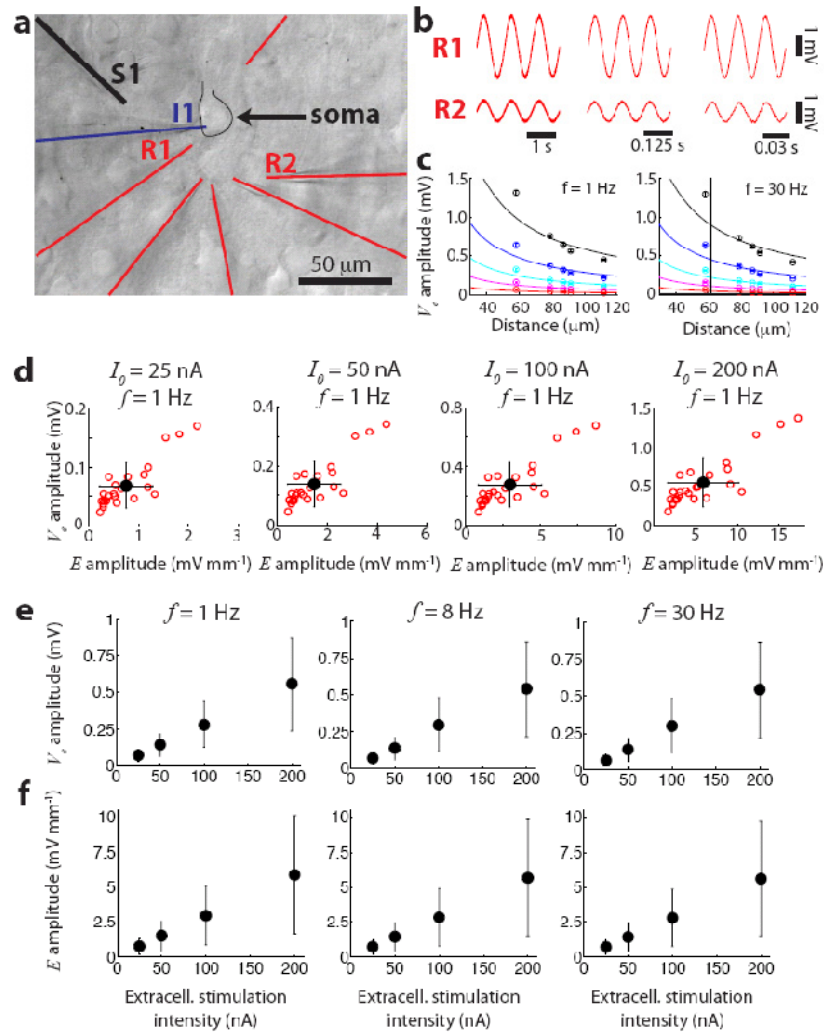 a
S1
I1
soma
R1
R2
50 μm
b
R1
R2
1 mV
1 mV
1 s
0.125 s
0.03 s
c
Vₑ amplitude (mV)
1.5
1.0
0.5
0
f = 1 Hz
40 60 80 100 120
Distance (μm)
1.5
1.0
0.5
0
f = 30 Hz
40 60 80 100 120
Distance (μm)
d
I₀ = 25 nA
f = 1 Hz
I₀ = 50 nA
f = 1 Hz
I₀ = 100 nA
f = 1 Hz
I₀ = 200 nA
f = 1 Hz
Vₑ amplitude (mV)
0.2
0.15
0.1
0.05
0
0 1 2 3
E amplitude (mV mm⁻¹)
0.4
0.2
0
0 2 4 6
E amplitude (mV mm⁻¹)
0.8
0.4
0
0 5 10
E amplitude (mV mm⁻¹)
1.5
1
0.5
0
0 5 10 15
E amplitude (mV mm⁻¹)
e
f = 1 Hz
f = 8 Hz
f = 30 Hz
Vₑ amplitude (mV)
1
0.75
0.5
0.25
0
0 50 100 150 200
1
0.75
0.5
0.25
0
0 50 100 150 200
1
0.75
0.5
0.25
0
0 50 100 150 200
f
E amplitude (mV mm⁻¹)
10
7.5
5
2.5
0
0 50 100 150 200
Extracell. stimulation
intensity (nA)
10
7.5
5
2.5
0
0 50 100 150 200
Extracell. stimulation
intensity (nA)
10
7.5
5
2.5
0
0 50 100 150 200
Extracell. stimulation
intensity (nA)